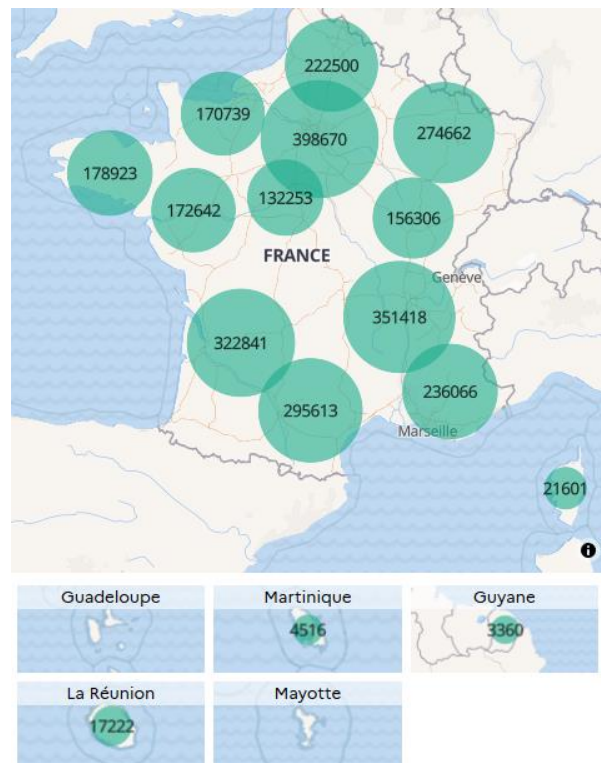 222500
170739
274662
398670
178923
132253
172642
156306
FRANCE
Genève
351418
322841
236066
295613
Marseille
21601
i
Guadeloupe Martinique Guyane
4516 3360
La Réunion Mayotte
17222